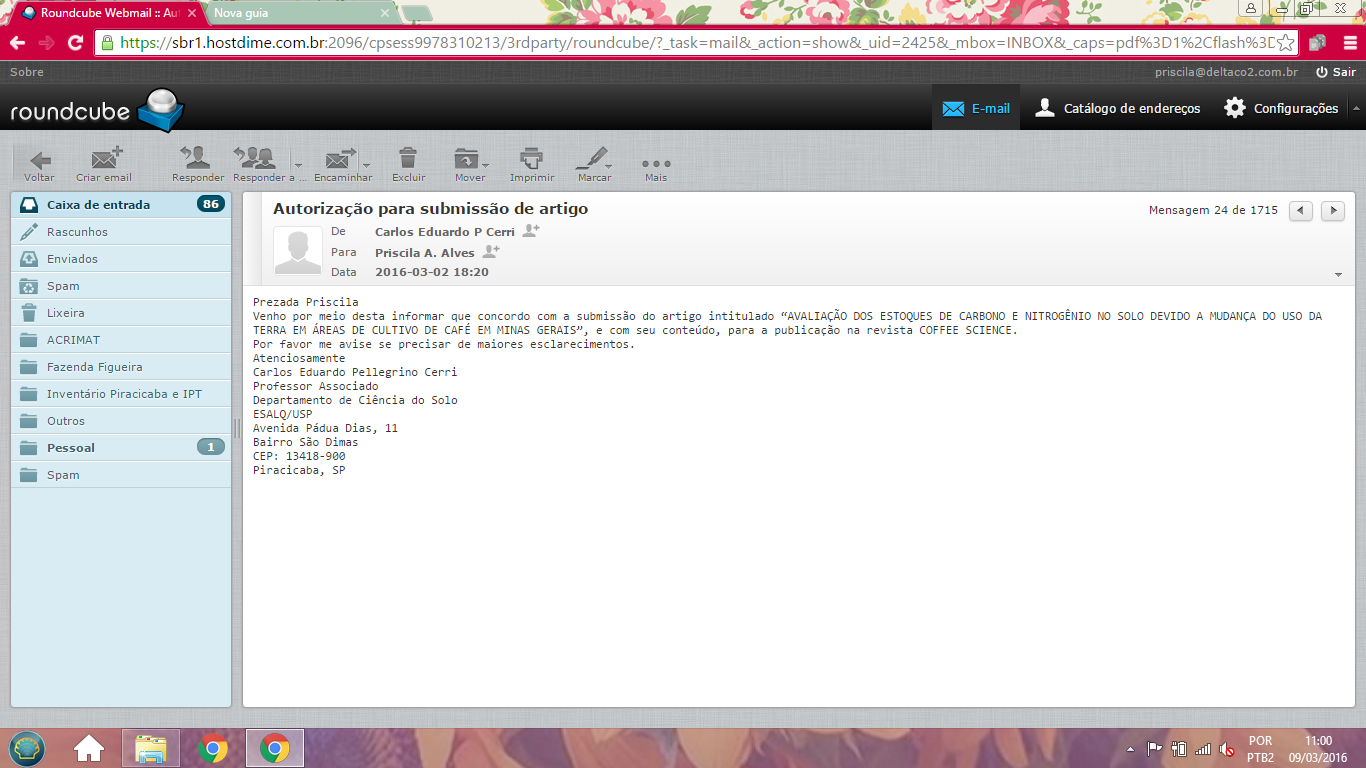 Roundcube Webmail :: Aut
Nova guia
https://sbr1.hostdime.com.br:2096/cpsess9978310213/3rdparty/roundcube/?_task=mail&_action=show&_uid=2425&_mbox=INBOX&_caps=pdf%3D1%2Cflash%3D
Sobre
priscila@deltaco2.com.br
Sair
roundcube
E-mail
Catálogo de endereços
Configurações
Voltar
Criar email
Responder
Responder a ...
Encaminhar
Excluir
Mover
Imprimir
Marcar
Mais
Caixa de entrada 86
Rascunhos
Enviados
Spam
Lixeira
ACRIMAT
Fazenda Figueira
Inventário Piracicaba e IPT
Outros
Pessoal 1
Spam
Autorização para submissão de artigo
Mensagem 24 de 1715
De Carlos Eduardo P Cerri
Para Priscila A. Alves
Data 2016-03-02 18:20
Prezada Priscila
Venho por meio desta informar que concordo com a submissão do artigo intitulado “AVALIAÇÃO DOS ESTOQUES DE CARBONO E NITROGÊNIO NO SOLO DEVIDO A MUDANÇA DO USO DA
TERRA EM ÁREAS DE CULTIVO DE CAFÉ EM MINAS GERAIS”, e com seu conteúdo, para a publicação na revista COFFEE SCIENCE.
Por favor me avise se precisar de maiores esclarecimentos.
Atenciosamente
Carlos Eduardo Pellegrino Cerri
Professor Associado
Departamento de Ciência do Solo
ESALQ/USP
Avenida Pádua Dias, 11
Bairro São Dimas
CEP: 13418-900
Piracicaba, SP
POR
PTB2
11:00
09/03/2016